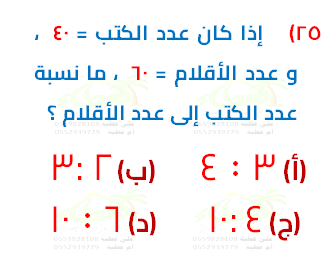 ٢٥) إذا كان عدد الكتب = ٤٠ ،
و عدد الأقلام = ٦٠ ، ما نسبة
عدد الكتب إلى عدد الأقلام ؟
(أ) ٣ : ٤ (ب) ٢ : ٣
(ج) ٤ : ١٠ (د) ٦ : ١٠